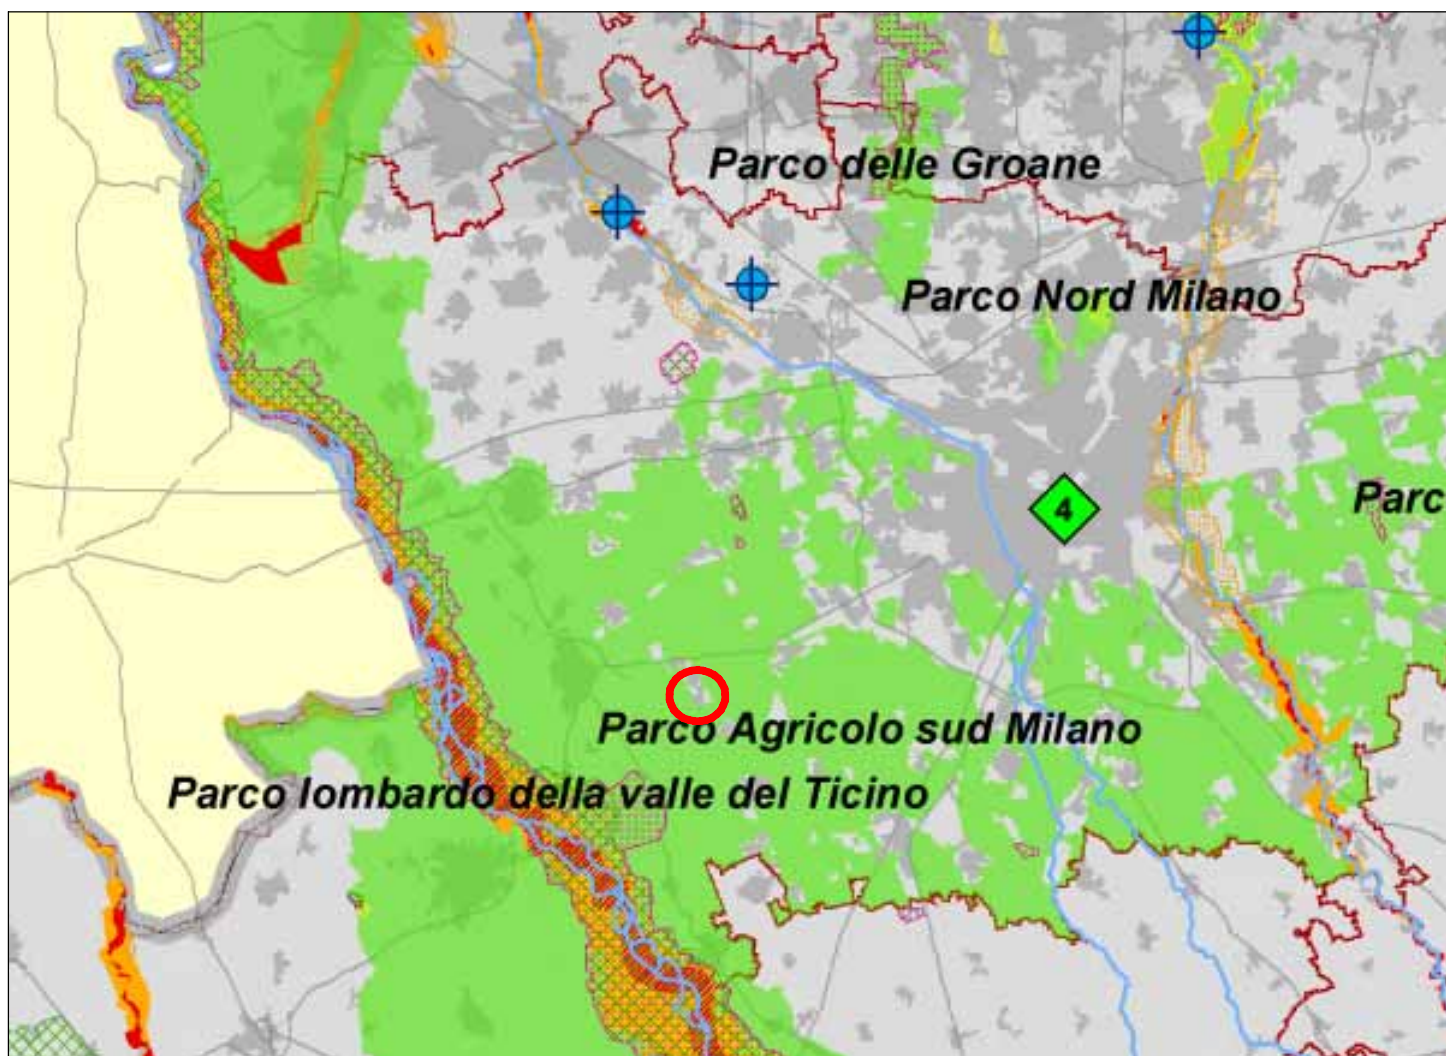 Parco delle Groane
Parco Nord Milano
Parc
4
Parco Agricolo sud Milano
Parco lombardo della valle del Ticino